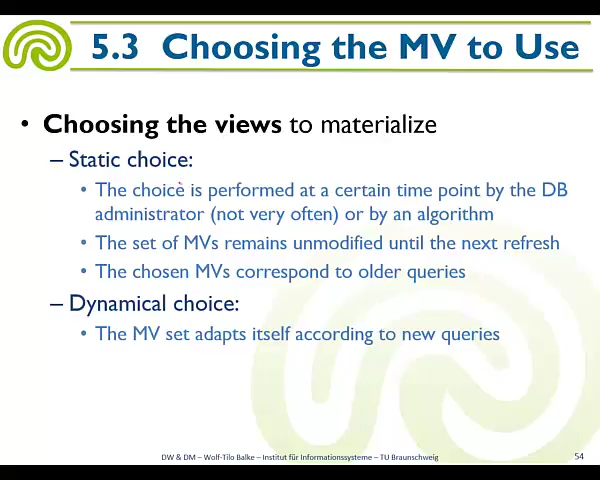 5.3 Choosing the MV to Use
• Choosing the views to materialize
– Static choice:
• The choice is performed at a certain time point by the DB
administrator (not very often) or by an algorithm
• The set of MVs remains unmodified until the next refresh
• The chosen MVs correspond to older queries
– Dynamical choice:
• The MV set adapts itself according to new queries
DW & DM – Wolf-Tilo Balke – Institut für Informationssysteme – TU Braunschweig
54